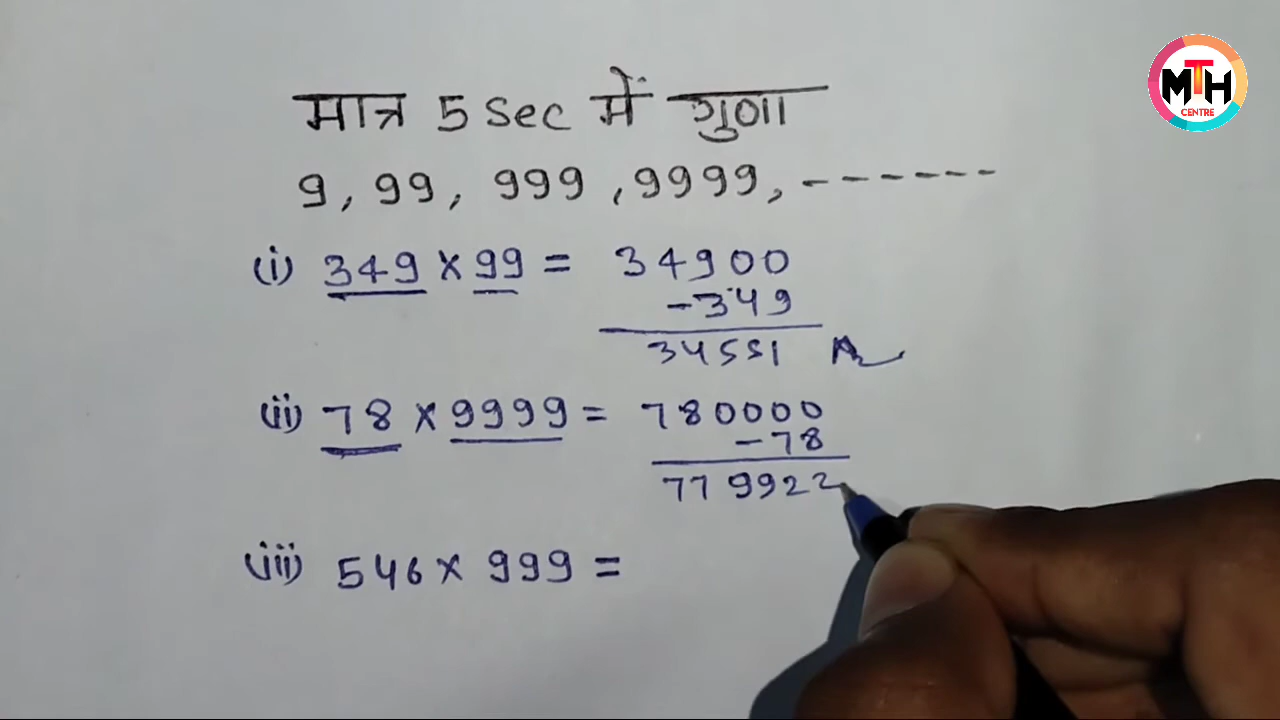 MTH
CENTRE
मात्र 5 Sec में गुणा
9, 99, 999, 9999, ------
(i) 349 × 99 = 34900
-349
34551
(ii) 78 × 9999 = 780000
-78
779922
(iii) 546 × 999 =